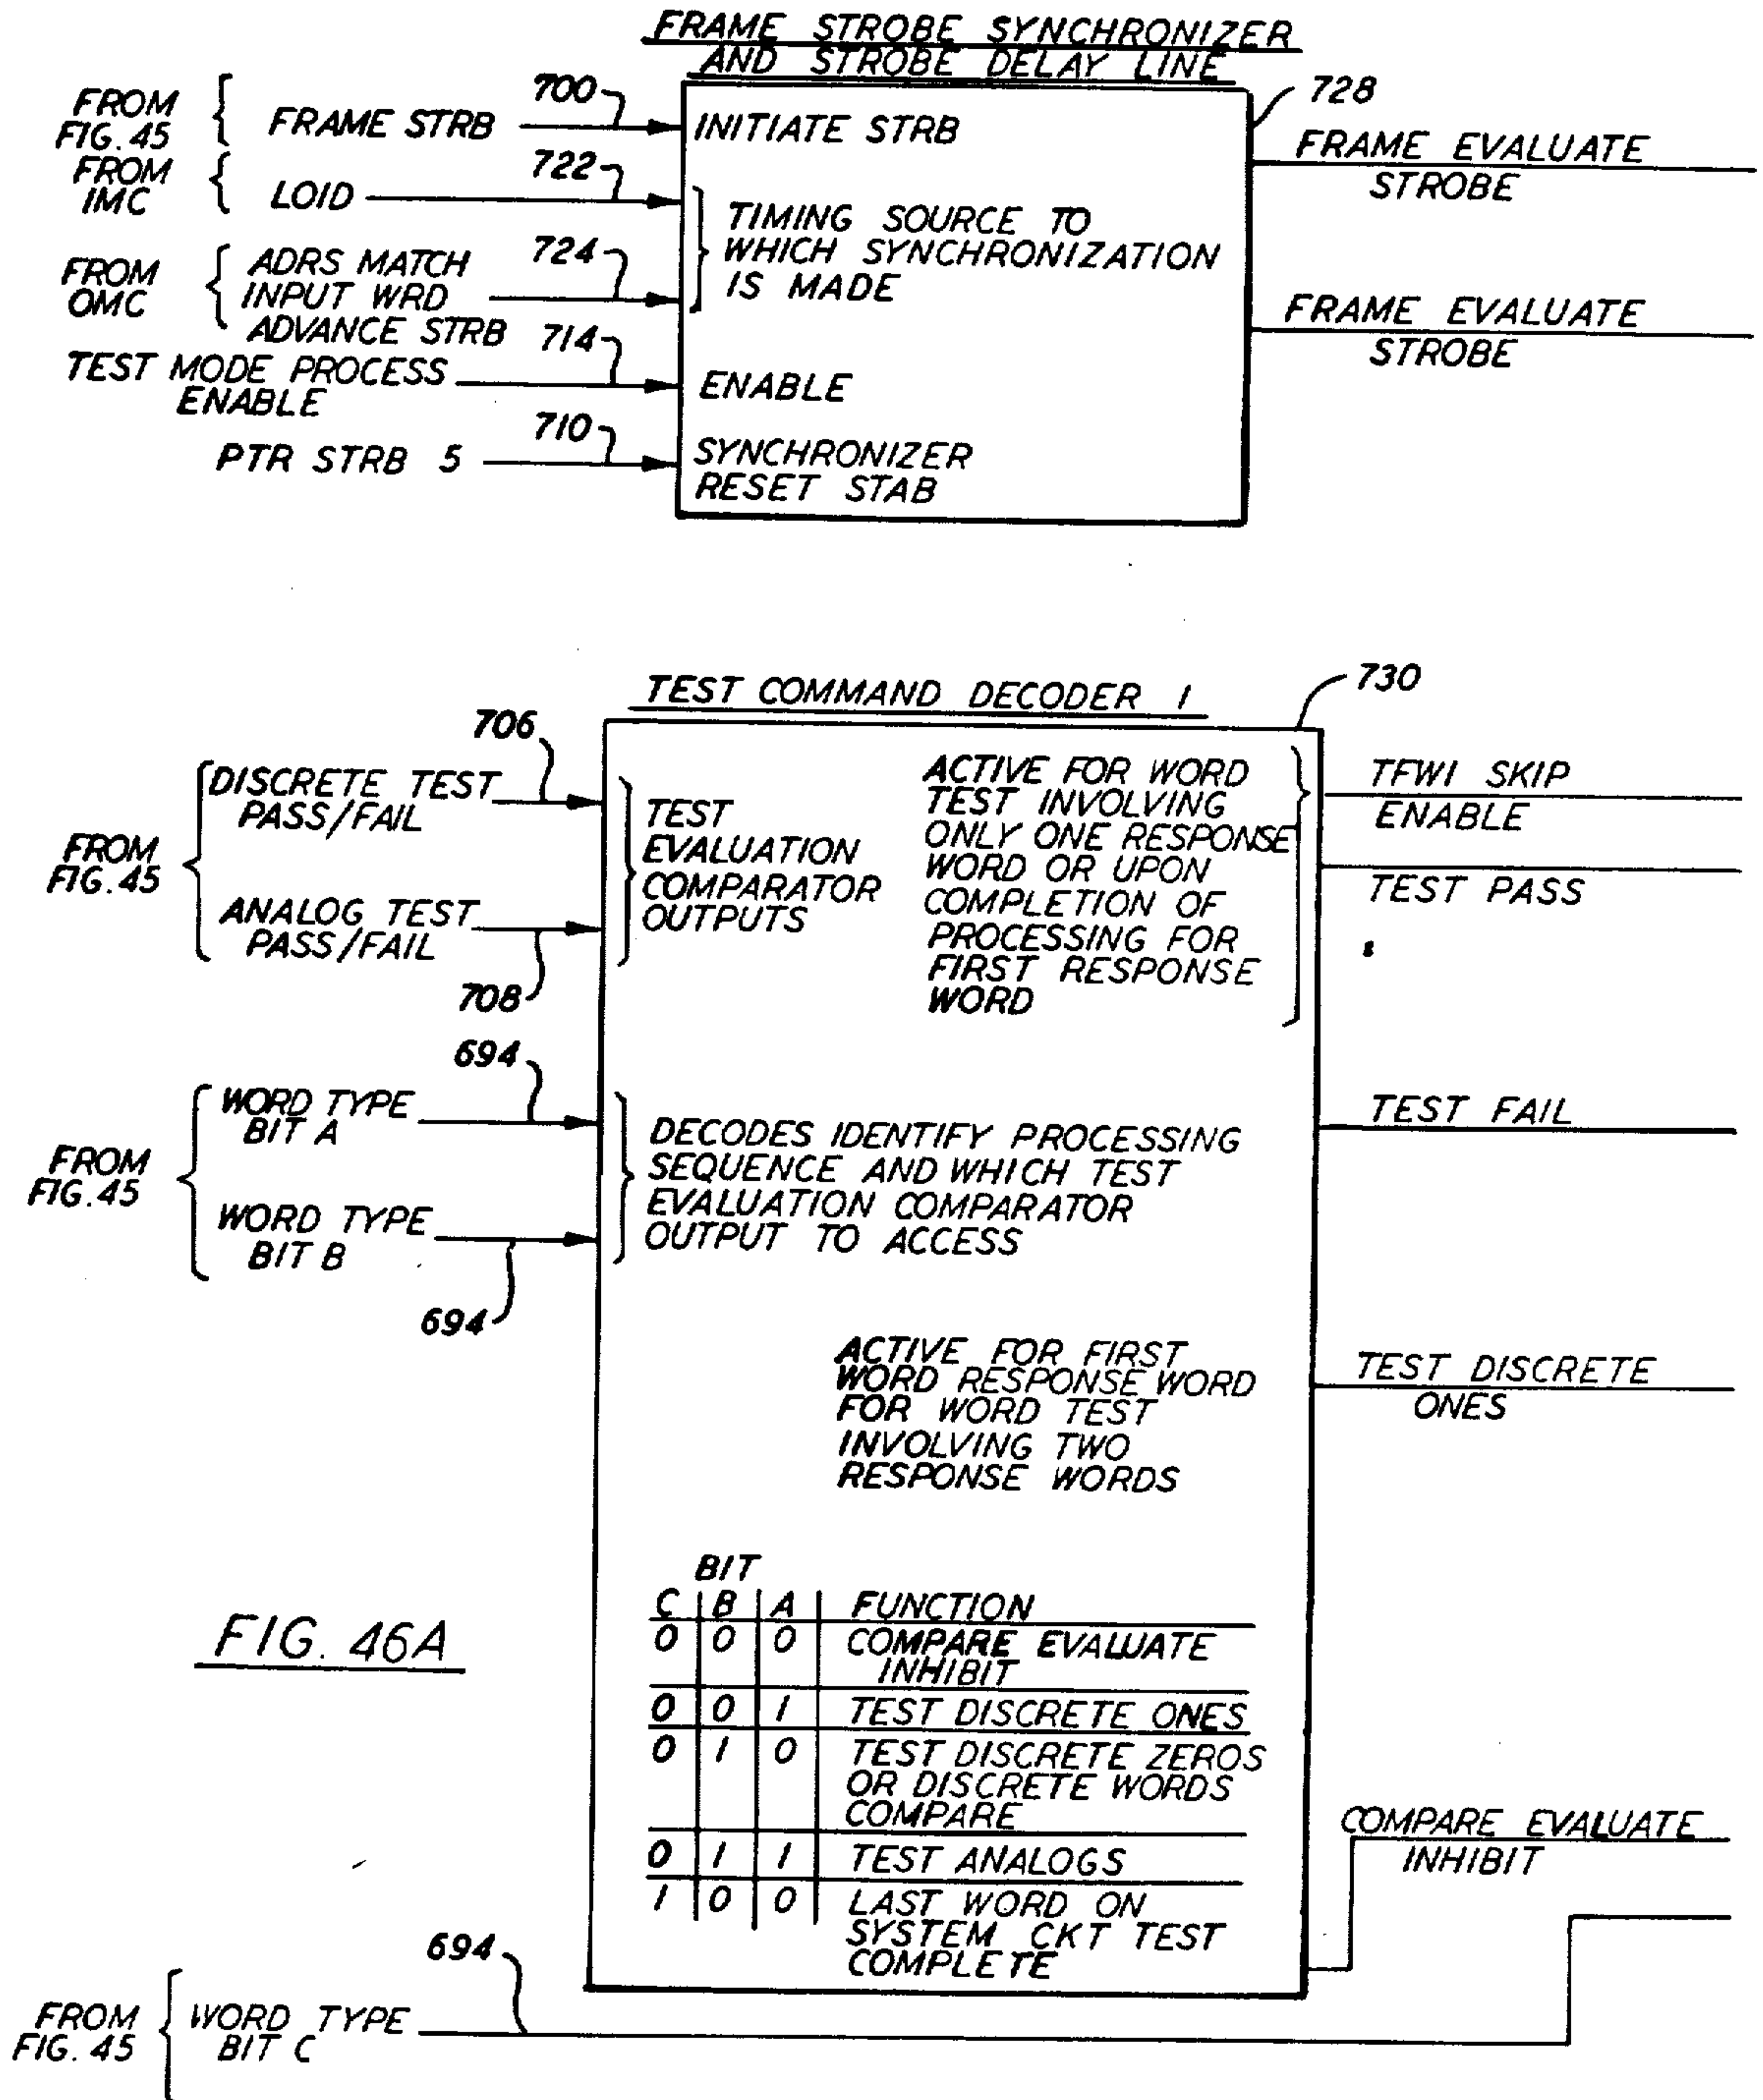 FRAME STROBE SYNCHRONIZER
AND STROBE DELAY LINE
728
FROM
FIG. 45
FRAME STRB
700
INITIATE STRB
FRAME EVALUATE
STROBE
FROM
IMC
LOID
722
TIMING SOURCE TO
WHICH SYNCHRONIZATION
IS MADE
FROM
OMC
ADRS MATCH
INPUT WRD
ADVANCE STRB
724
FRAME EVALUATE
STROBE
TEST MODE PROCESS
ENABLE
714
ENABLE
PTR STRB 5
710
SYNCHRONIZER
RESET STAB
TEST COMMAND DECODER 1
730
FROM
FIG. 45
DISCRETE TEST
PASS/FAIL
706
ANALOG TEST
PASS/FAIL
708
TEST
EVALUATION
COMPARATOR
OUTPUTS
ACTIVE FOR WORD
TEST INVOLVING
ONLY ONE RESPONSE
WORD OR UPON
COMPLETION OF
PROCESSING FOR
FIRST RESPONSE
WORD
TFWI SKIP
ENABLE
TEST PASS
FROM
FIG. 45
WORD TYPE
BIT A
694
WORD TYPE
BIT B
694
DECODES IDENTIFY PROCESSING
SEQUENCE AND WHICH TEST
EVALUATION COMPARATOR
OUTPUT TO ACCESS
TEST FAIL
ACTIVE FOR FIRST
WORD RESPONSE WORD
FOR WORD TEST
INVOLVING TWO
RESPONSE WORDS
TEST DISCRETE
ONES
BIT
C B A FUNCTION
0 0 0 COMPARE EVALUATE
INHIBIT
0 0 1 TEST DISCRETE ONES
0 1 0 TEST DISCRETE ZEROS
OR DISCRETE WORDS
COMPARE
0 1 1 TEST ANALOGS
1 0 0 LAST WORD ON
SYSTEM CKT TEST
COMPLETE
COMPARE EVALUATE
INHIBIT
FIG. 46A
FROM
FIG. 45
WORD TYPE
BIT C
694